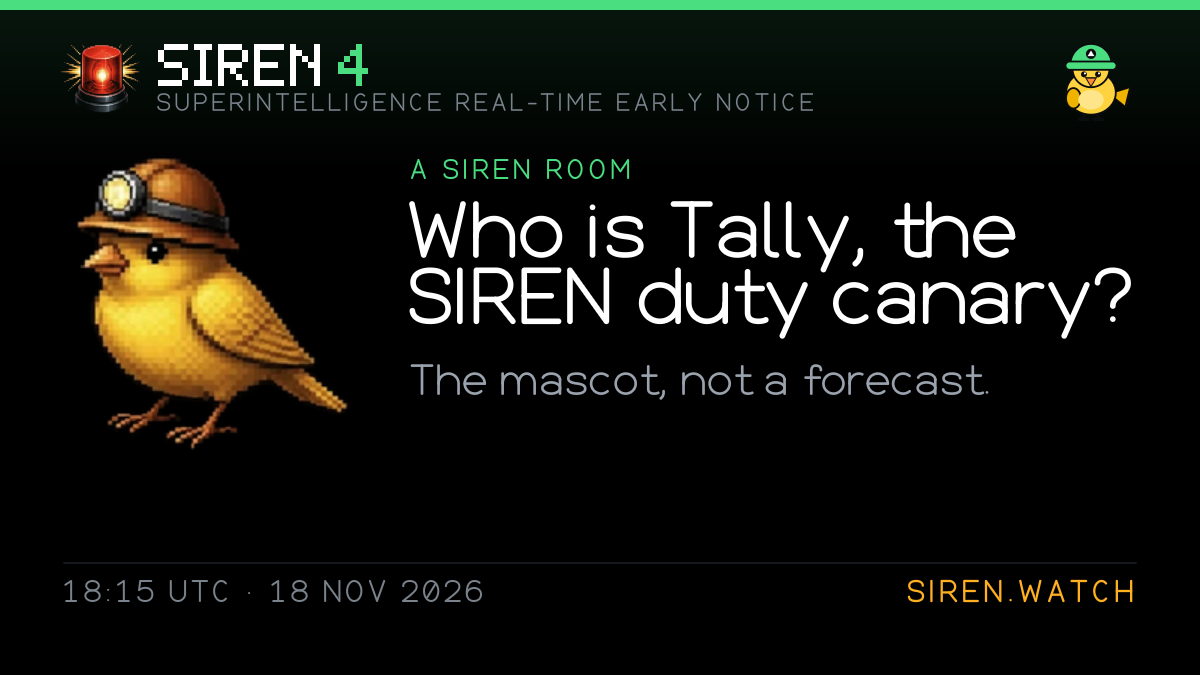 SIREN 4
SUPERINTELLIGENCE REAL-TIME EARLY NOTICE
A SIREN ROOM
Who is Tally, the
SIREN duty canary?
The mascot, not a forecast.
18:15 UTC · 18 NOV 2026
SIREN.WATCH